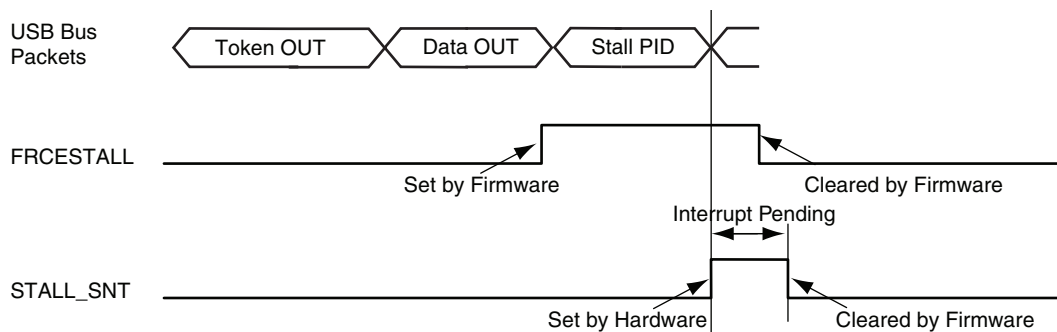 USB Bus
Packets
Token OUT
Data OUT
Stall PID
FRCESTALL
Set by Firmware
Cleared by Firmware
Interrupt Pending
STALL_SNT
Set by Hardware
Cleared by Firmware